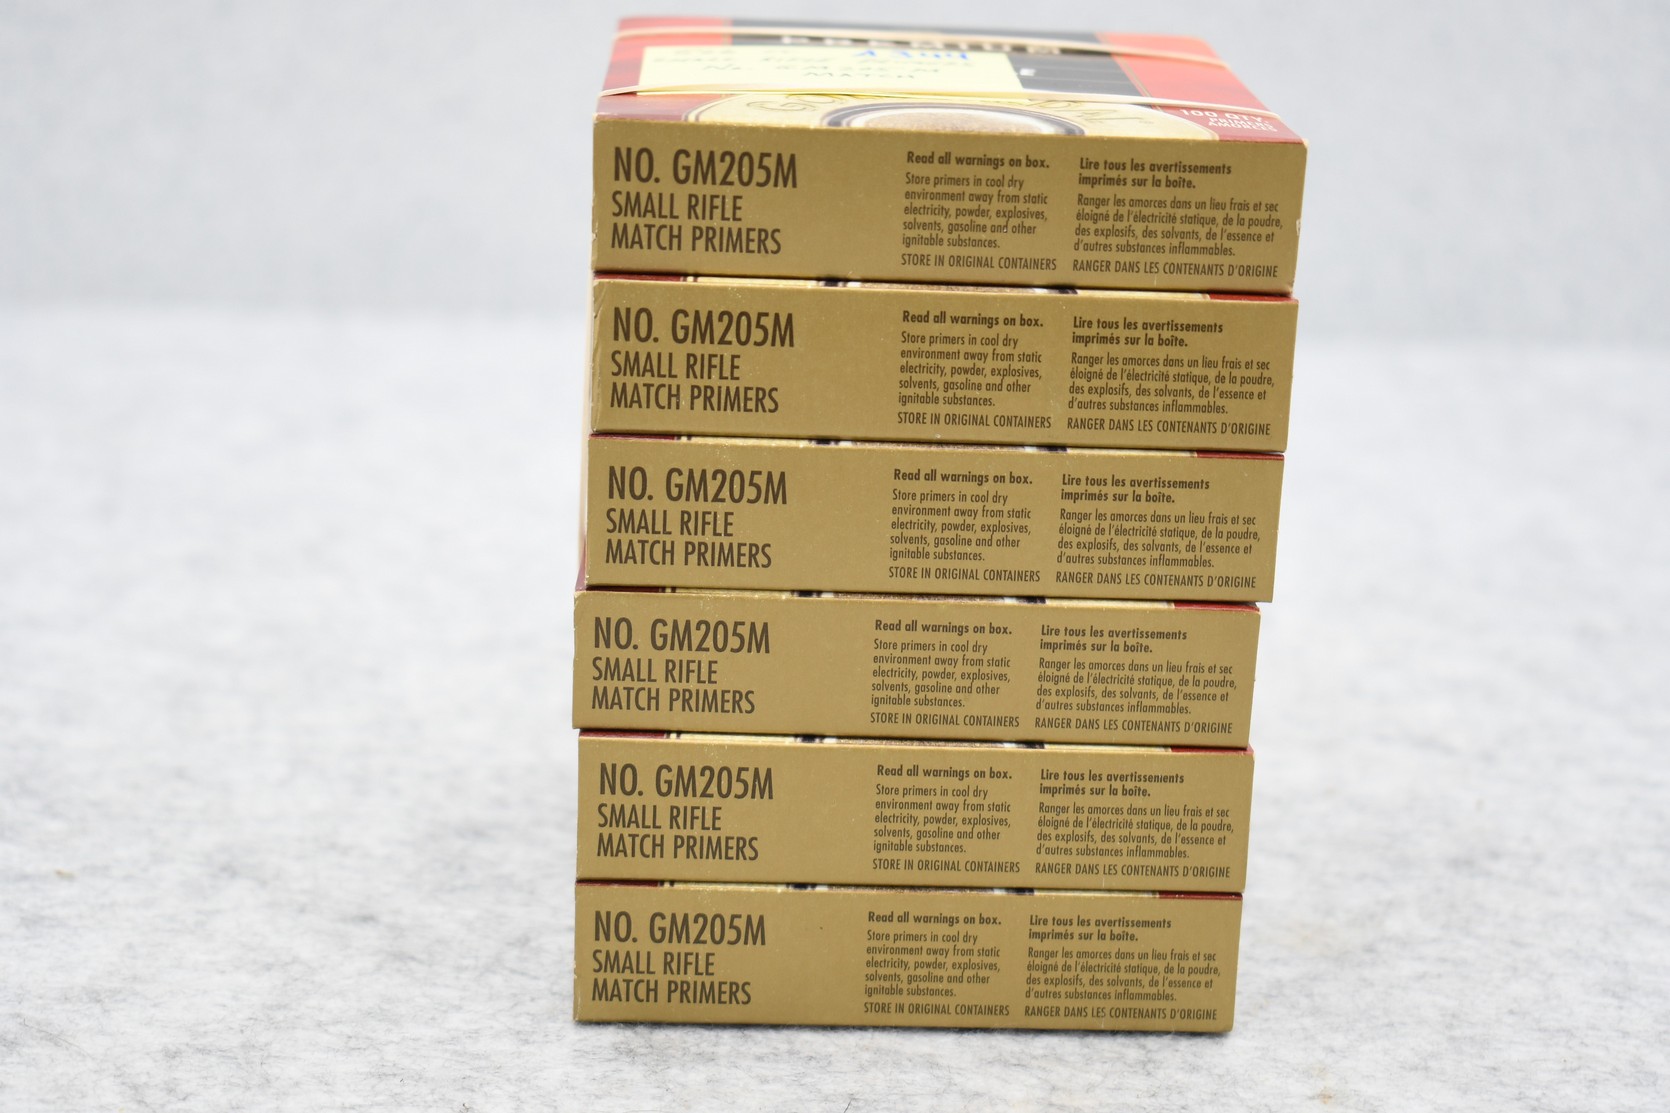 PREMIUM
MATCH
100 QTY.
PRIMERS
AMORCES
NO. GM205M
SMALL RIFLE
MATCH PRIMERS
Read all warnings on box.
Store primers in cool dry
environment away from static
electricity, powder, explosives,
solvents, gasoline and other
ignitable substances.
STORE IN ORIGINAL CONTAINERS
Lire tous les avertissements
imprimés sur la boîte.
Ranger les amorces dans un lieu frais et sec
éloigné de l'électricité statique, de la poudre,
des explosifs, des solvants, de l'essence et
d'autres substances inflammables.
RANGER DANS LES CONTENANTS D'ORIGINE
NO. GM205M
SMALL RIFLE
MATCH PRIMERS
Read all warnings on box.
Store primers in cool dry
environment away from static
electricity, powder, explosives,
solvents, gasoline and other
ignitable substances.
STORE IN ORIGINAL CONTAINERS
Lire tous les avertissements
imprimés sur la boîte.
Ranger les amorces dans un lieu frais et sec
éloigné de l'électricité statique, de la poudre,
des explosifs, des solvants, de l'essence et
d'autres substances inflammables.
RANGER DANS LES CONTENANTS D'ORIGINE
NO. GM205M
SMALL RIFLE
MATCH PRIMERS
Read all warnings on box.
Store primers in cool dry
environment away from static
electricity, powder, explosives,
solvents, gasoline and other
ignitable substances.
STORE IN ORIGINAL CONTAINERS
Lire tous les avertissements
imprimés sur la boîte.
Ranger les amorces dans un lieu frais et sec
éloigné de l'électricité statique, de la poudre,
des explosifs, des solvants, de l'essence et
d'autres substances inflammables.
RANGER DANS LES CONTENANTS D'ORIGINE
NO. GM205M
SMALL RIFLE
MATCH PRIMERS
Read all warnings on box.
Store primers in cool dry
environment away from static
electricity, powder, explosives,
solvents, gasoline and other
ignitable substances.
STORE IN ORIGINAL CONTAINERS
Lire tous les avertissements
imprimés sur la boîte.
Ranger les amorces dans un lieu frais et sec
éloigné de l'électricité statique, de la poudre,
des explosifs, des solvants, de l'essence et
d'autres substances inflammables.
RANGER DANS LES CONTENANTS D'ORIGINE
NO. GM205M
SMALL RIFLE
MATCH PRIMERS
Read all warnings on box.
Store primers in cool dry
environment away from static
electricity, powder, explosives,
solvents, gasoline and other
ignitable substances.
STORE IN ORIGINAL CONTAINERS
Lire tous les avertissements
imprimés sur la boîte.
Ranger les amorces dans un lieu frais et sec
éloigné de l'électricité statique, de la poudre,
des explosifs, des solvants, de l'essence et
d'autres substances inflammables.
RANGER DANS LES CONTENANTS D'ORIGINE
NO. GM205M
SMALL RIFLE
MATCH PRIMERS
Read all warnings on box.
Store primers in cool dry
environment away from static
electricity, powder, explosives,
solvents, gasoline and other
ignitable substances.
STORE IN ORIGINAL CONTAINERS
Lire tous les avertissements
imprimés sur la boîte.
Ranger les amorces dans un lieu frais et sec
éloigné de l'électricité statique, de la poudre,
des explosifs, des solvants, de l'essence et
d'autres substances inflammables.
RANGER DANS LES CONTENANTS D'ORIGINE